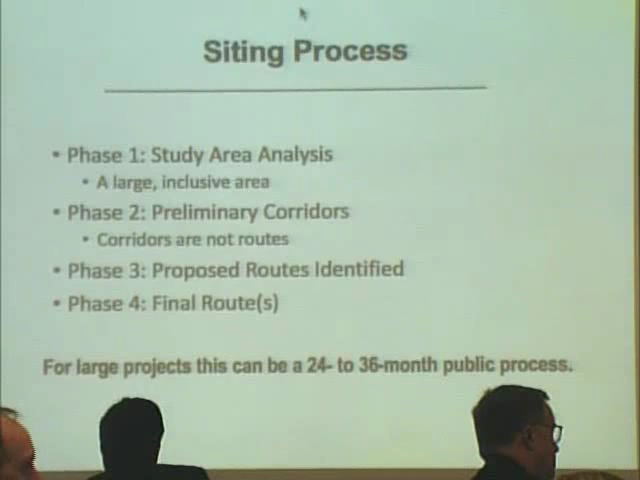 Siting Process
• Phase 1: Study Area Analysis
• A large, inclusive area
• Phase 2: Preliminary Corridors
• Corridors are not routes
• Phase 3: Proposed Routes Identified
• Phase 4: Final Route(s)
For large projects this can be a 24- to 36-month public process.